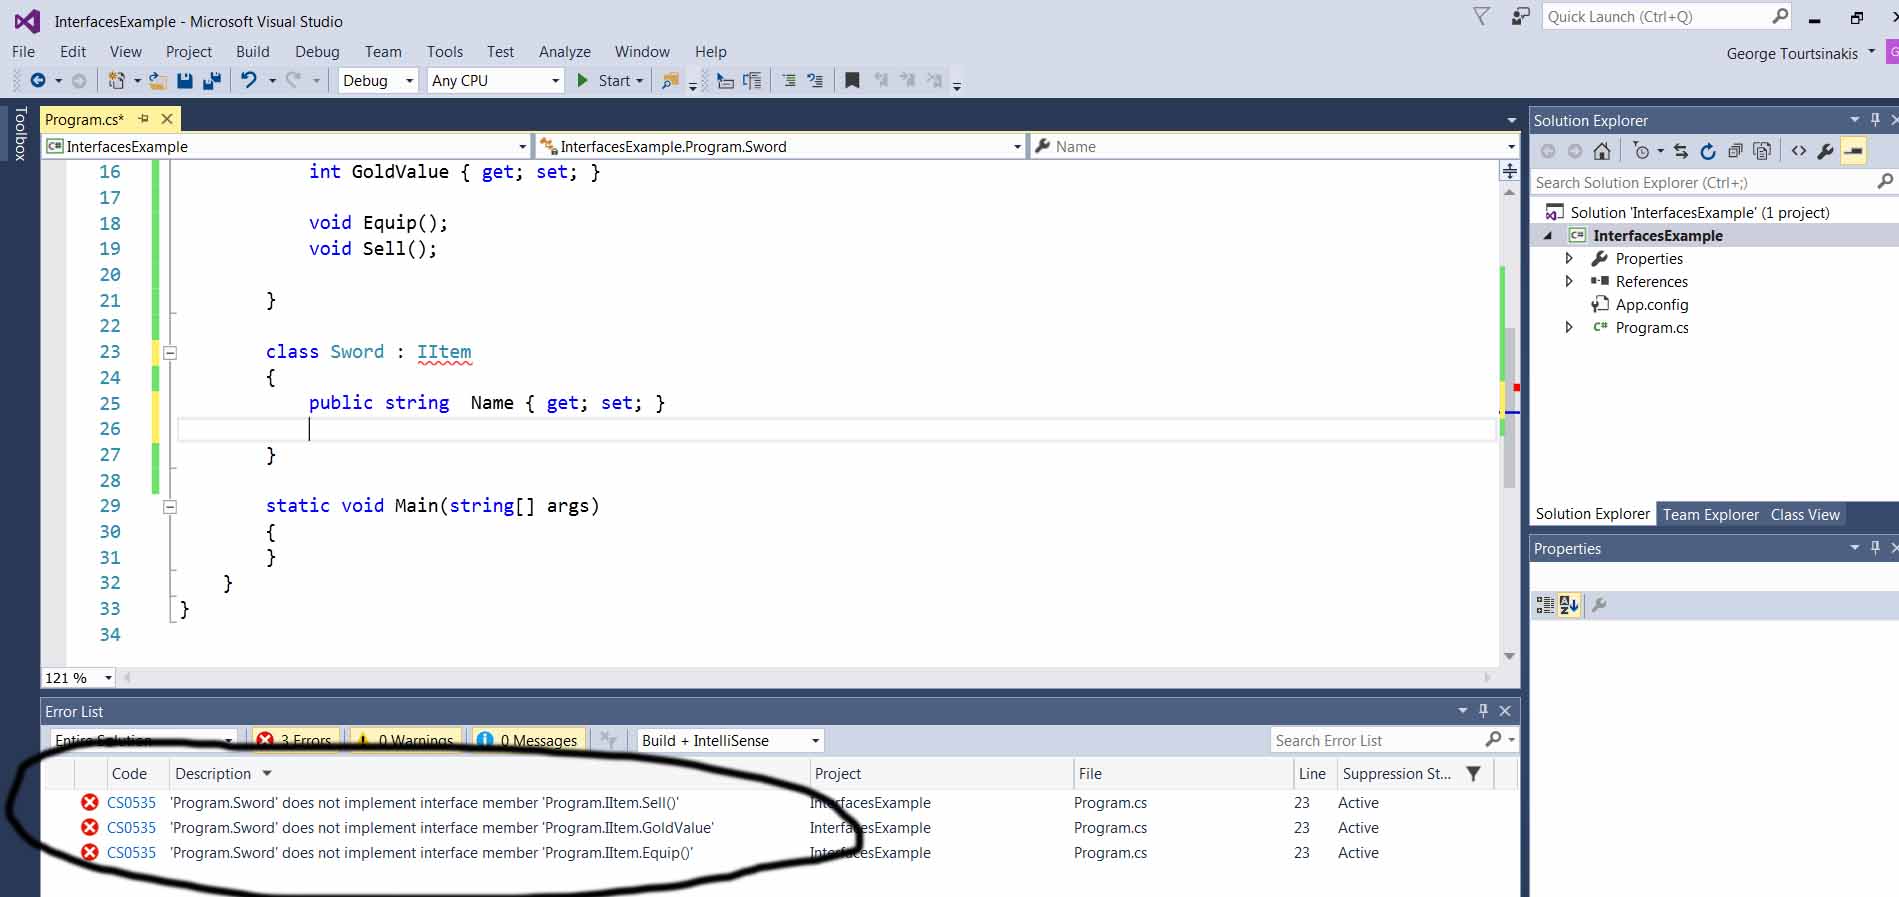 InterfacesExample - Microsoft Visual Studio
Quick Launch (Ctrl+Q)
File Edit View Project Build Debug Team Tools Test Analyze Window Help
George Tourtsinakis
G
Debug Any CPU Start
Toolbox
Program.cs*
InterfacesExample InterfacesExample.Program.Sword Name
16 int GoldValue { get; set; }
17
18 void Equip();
19 void Sell();
20
21 }
22
23 class Sword : IItem
24 {
25 public string  Name { get; set; }
26
27 }
28
29 static void Main(string[] args)
30 {
31 }
32 }
33 }
34
121 %
Solution Explorer
Search Solution Explorer (Ctrl+;)
Solution 'InterfacesExample' (1 project)
C# InterfacesExample
Properties
References
App.config
C# Program.cs
Solution Explorer Team Explorer Class View
Properties
Error List
Entire Solution 3 Errors 0 Warnings 0 Messages Build + IntelliSense Search Error List
Code Description Project File Line Suppression St...
CS0535 'Program.Sword' does not implement interface member 'Program.IItem.Sell()' InterfacesExample Program.cs 23 Active
CS0535 'Program.Sword' does not implement interface member 'Program.IItem.GoldValue' InterfacesExample Program.cs 23 Active
CS0535 'Program.Sword' does not implement interface member 'Program.IItem.Equip()' InterfacesExample Program.cs 23 Active